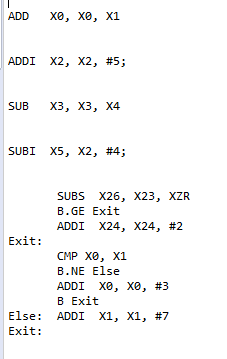 ADD X0, X0, X1
ADDI X2, X2, #5;
SUB X3, X3, X4
SUBI X5, X2, #4;
SUBS X26, X23, XZR
B.GE Exit
ADDI X24, X24, #2
Exit:
CMP X0, X1
B.NE Else
ADDI X0, X0, #3
B Exit
Else: ADDI X1, X1, #7
Exit: